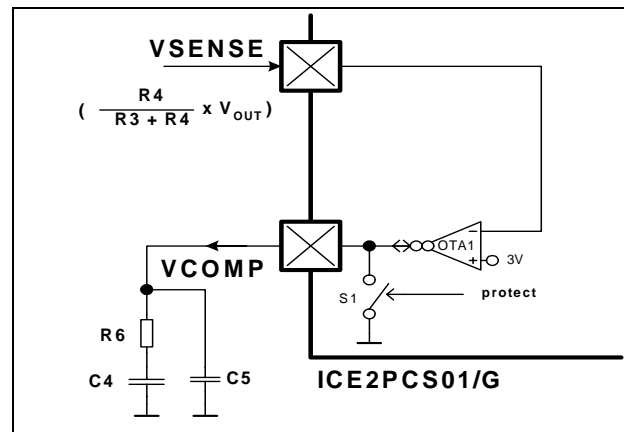 VSENSE
( R4 / R3 + R4 x VOUT )
OTA1
3V
VCOMP
S1
protect
R6
C4
C5
ICE2PCS01/G